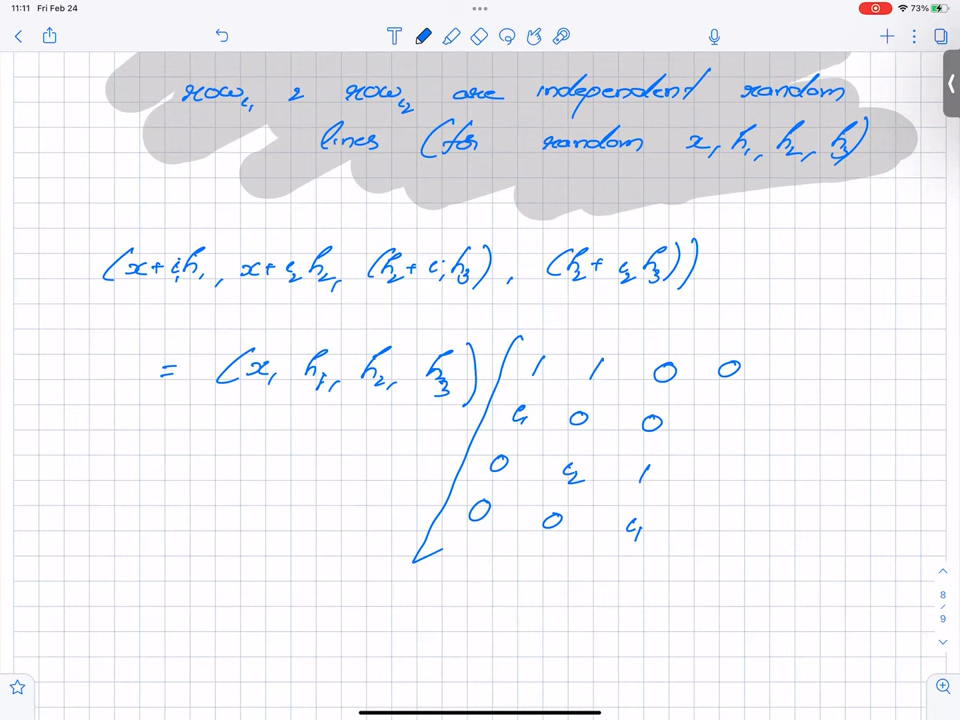 11:11 Fri Feb 24
73%
row_{c_1} & row_{c_2} are independent random
lines (for random x, h_1, h_2, h_3)
(x+c_1h_1, x+c_2h_2, (h_2+c_1h_3), (h_2+c_2h_3))
= (x, h_1, h_2, h_3) [ 1 1 0 0
c_1 0 0
0 c_2 1
0 0 c_1
8
/
9